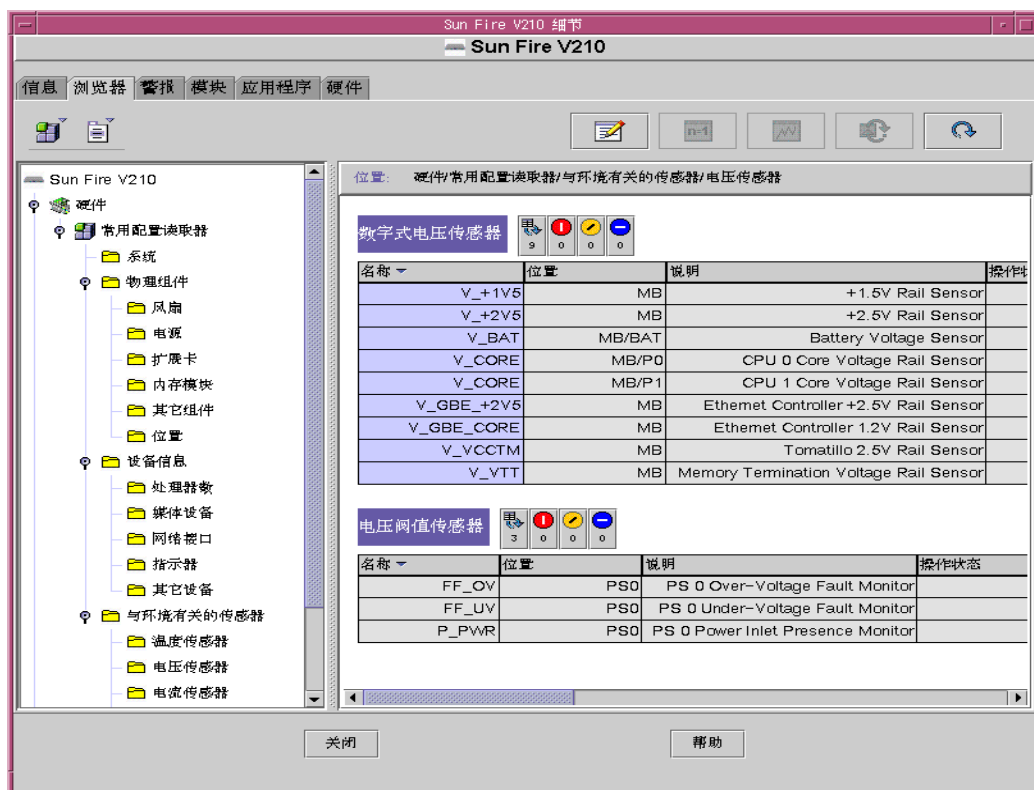 Sun Fire V210 细节
Sun Fire V210
信息 浏览器 警报 模块 应用程序 硬件
n=1
Sun Fire V210
硬件
常用配置读取器
系统
物理组件
风扇
电源
扩展卡
内存模块
其它组件
位置
设备信息
处理器数
媒体设备
网络接口
指示器
其它设备
与环境有关的传感器
温度传感器
电压传感器
电流传感器
位置: 硬件/常用配置读取器/与环境有关的传感器/电压传感器
数字式电压传感器 9 0 0 0
名称 位置 说明 操作状
V_+1V5 MB +1.5V Rail Sensor
V_+2V5 MB +2.5V Rail Sensor
V_BAT MB/BAT Battery Voltage Sensor
V_CORE MB/P0 CPU 0 Core Voltage Rail Sensor
V_CORE MB/P1 CPU 1 Core Voltage Rail Sensor
V_GBE_+2V5 MB Ethernet Controller +2.5V Rail Sensor
V_GBE_CORE MB Ethernet Controller 1.2V Rail Sensor
V_VCCTM MB Tomatillo 2.5V Rail Sensor
V_VTT MB Memory Termination Voltage Rail Sensor
电压阀值传感器 3 0 0 0
名称 位置 说明 操作状态
FF_OV PS0 PS 0 Over-Voltage Fault Monitor
FF_UV PS0 PS 0 Under-Voltage Fault Monitor
P_PWR PS0 PS 0 Power Inlet Presence Monitor
关闭 帮助